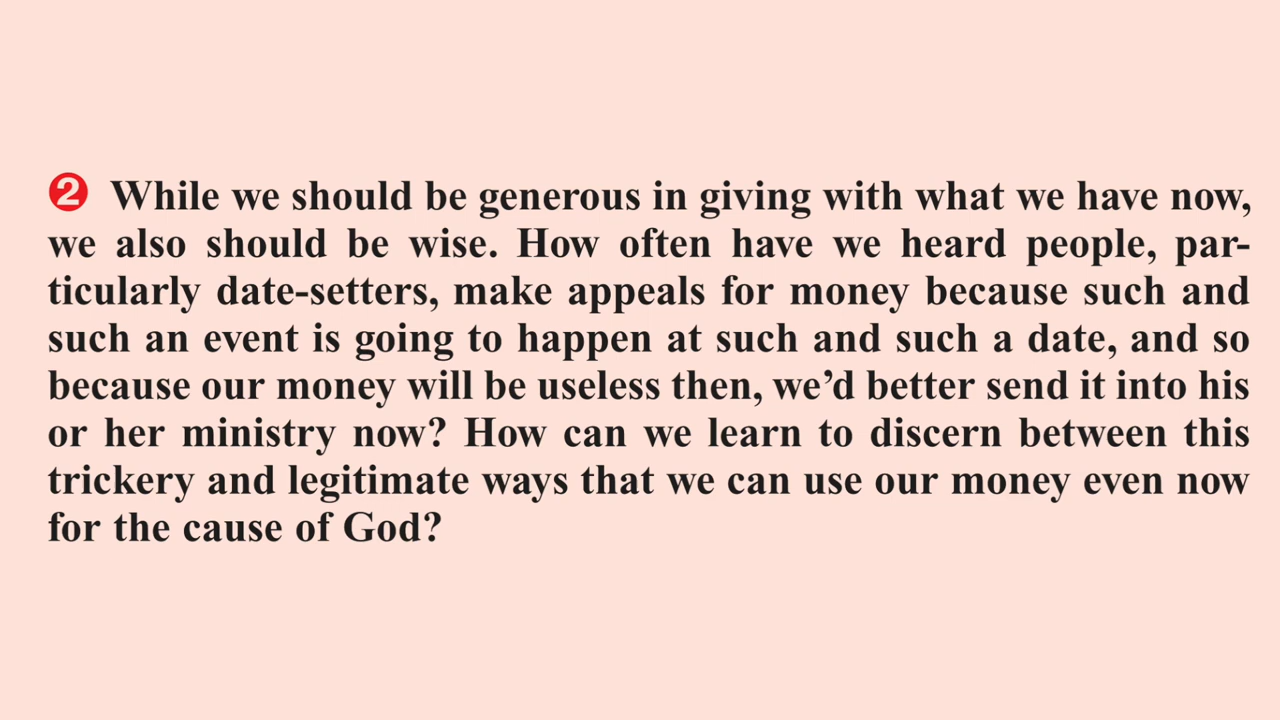 ❷ While we should be generous in giving with what we have now,
we also should be wise. How often have we heard people, par-
ticularly date-setters, make appeals for money because such and
such an event is going to happen at such and such a date, and so
because our money will be useless then, we’d better send it into his
or her ministry now? How can we learn to discern between this
trickery and legitimate ways that we can use our money even now
for the cause of God?